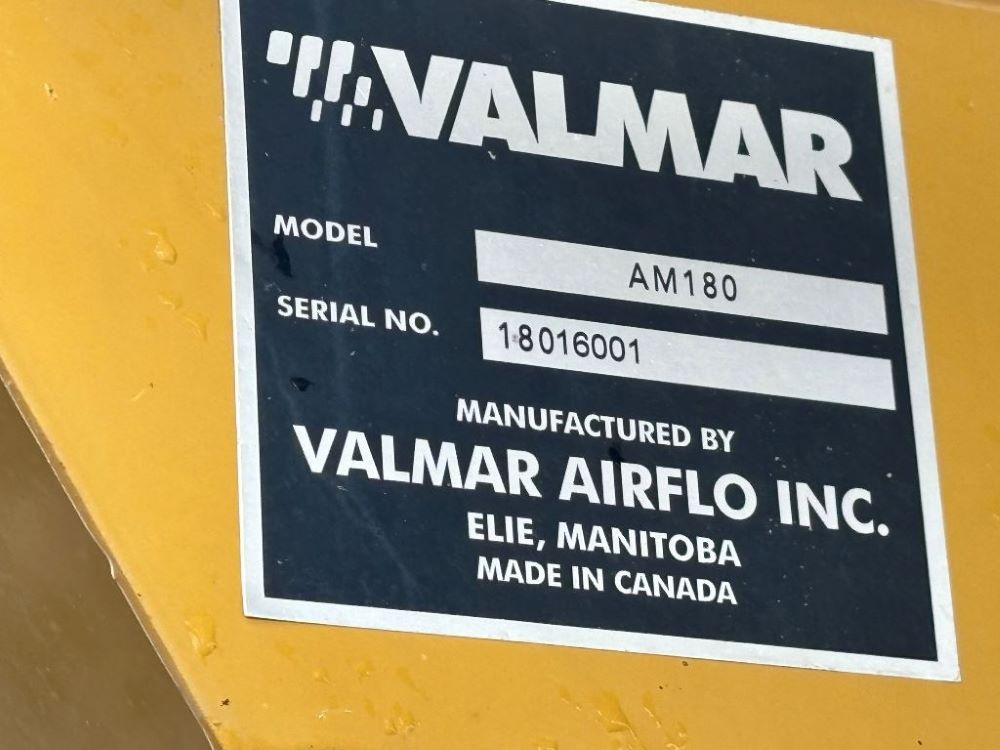 VALMAR
MODEL AM180
SERIAL NO. 18016001
MANUFACTURED BY
VALMAR AIRFLO INC.
ELIE, MANITOBA
MADE IN CANADA